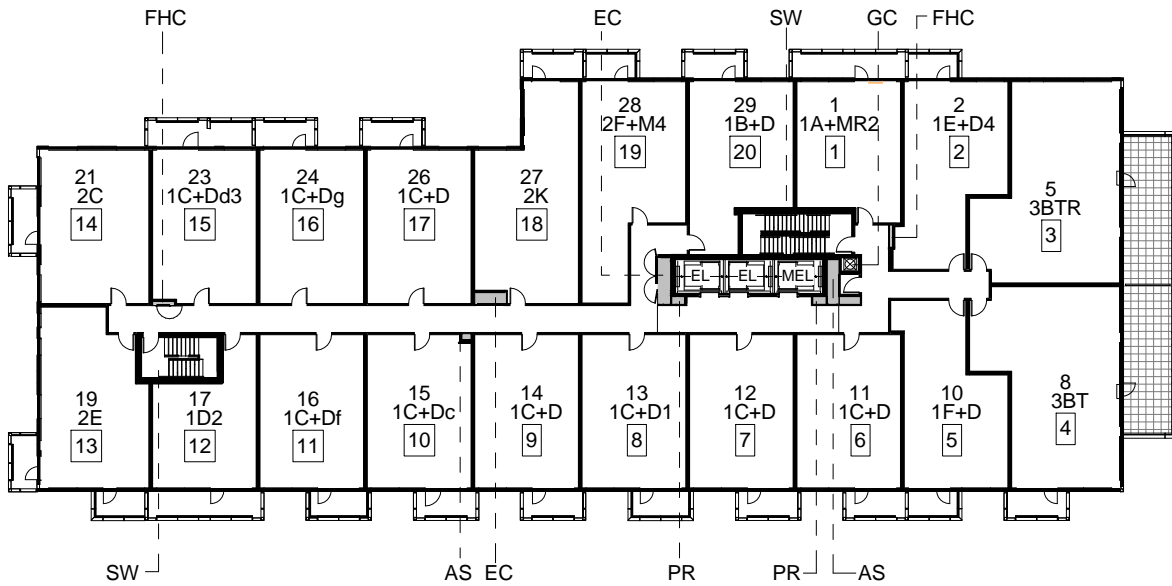 FHC
EC
SW
GC
FHC
28
2F+M4
19
29
1B+D
20
1
1A+MR2
1
2
1E+D4
2
21
2C
14
23
1C+Dd3
15
24
1C+Dg
16
26
1C+D
17
27
2K
18
5
3BTR
3
EL
EL
MEL
19
2E
13
17
1D2
12
16
1C+Df
11
15
1C+Dc
10
14
1C+D
9
13
1C+D1
8
12
1C+D
7
11
1C+D
6
10
1F+D
5
8
3BT
4
SW
AS
EC
PR
PR
AS